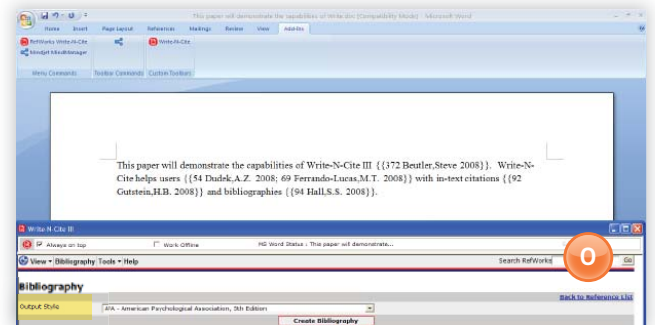 This paper will demonstrate the capabilities of Write.doc [Compatibility Mode] - Microsoft Word
Home Insert Page Layout References Mailings Review View Add-Ins
RefWorks Write-N-Cite Write-N-Cite
Mindjet MindManager
Menu Commands Toolbar Commands Custom Toolbars
This paper will demonstrate the capabilities of Write-N-Cite III {{372 Beutler,Steve 2008}}. Write-N-
Cite helps users {{54 Dudek,A.Z. 2008; 69 Ferrando-Lucas,M.T. 2008}} with in-text citations {{92
Gutstein,H.B. 2008}} and bibliographies {{94 Hall,S.S. 2008}}.
Write-N-Cite III
Always on top Work Offline MS Word Status : This paper will demonstrate...
View Bibliography Tools Help Search RefWorks Go
O
Bibliography
Back to Reference List
Output Style APA - American Psychological Association, 5th Edition
Create Bibliography